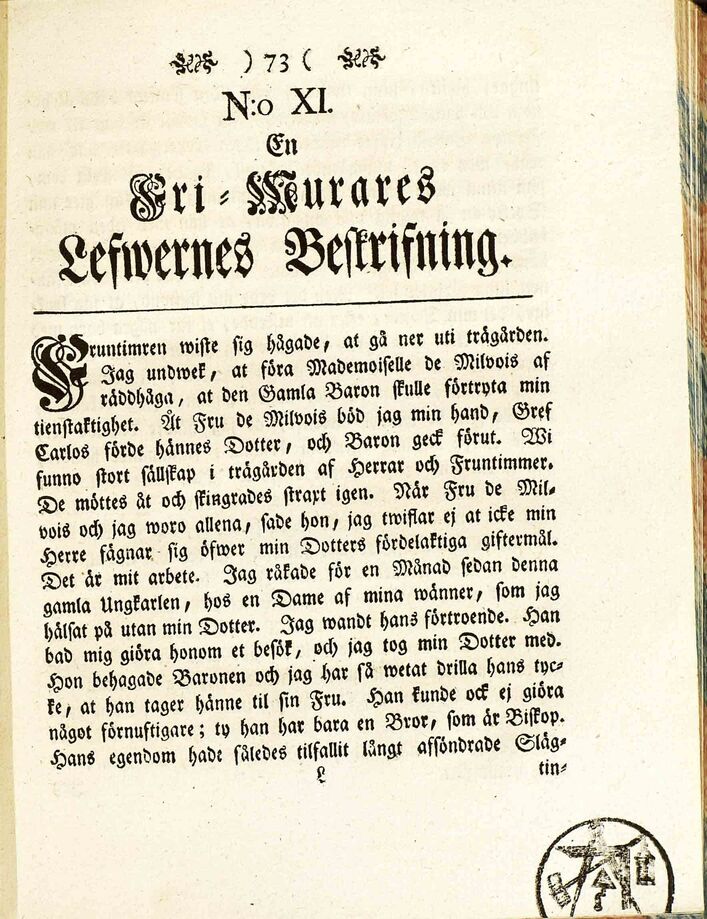 ) 73 (
N:o XI.
En
Fri-Murares
Lefwernes Beskrifning.
Fruntimren wiste sig hågade, at gå ner uti trägården.
Jag undwek, at föra Mademoiselle de Milvois af
räddhåga, at den Gamla Baron skulle förtryta min
tienstaktighet. Åt Fru de Milvois böd jag min hand, Gref
Carlos förde hännes Dotter, och Baron geck förut. Wi
funno stort sällskap i trägården af Herrar och Fruntimmer.
De möttes åt och skingrades straxt igen. När Fru de Mil-
vois och jag woro allena, sade hon, jag twiflar ej at icke min
Herre fägnar sig öfwer min Dotters fördelaktiga giftermål.
Det är mit arbete. Jag råkade för en Månad sedan denna
gamla Ungkarlen, hos en Dame af mina wänner, som jag
hälsat på utan min Dotter. Jag wandt hans förtroende. Han
bad mig giöra honom et besök, och jag tog min Dotter med.
Hon behagade Baronen och jag har så wetat drilla hans tyc-
ke, at han tager hänne til sin Fru. Han kunde ock ej giöra
något förnuftigare; ty han har bara en Bror, som är Biskop.
Hans egendom hade således tilfallit långt afsöndrade Släg-
L
tin-